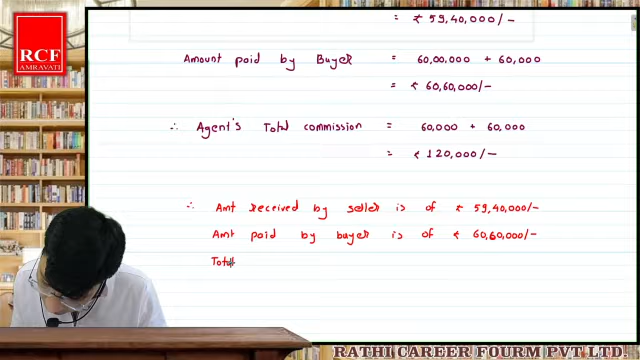 RCF
AMRAVATI
= ₹ 59,40,000/-
Amount paid by Buyer = 60,00,000 + 60,000
= ₹ 60,60,000/-
∴ Agent's Total commission = 60,000 + 60,000
= ₹ 120,000/-
∴ Amt received by seller is of ₹ 59,40,000/-
Amt paid by buyer is of ₹ 60,60,000/-
Total
RATHI CAREER FOURM PVT LTD